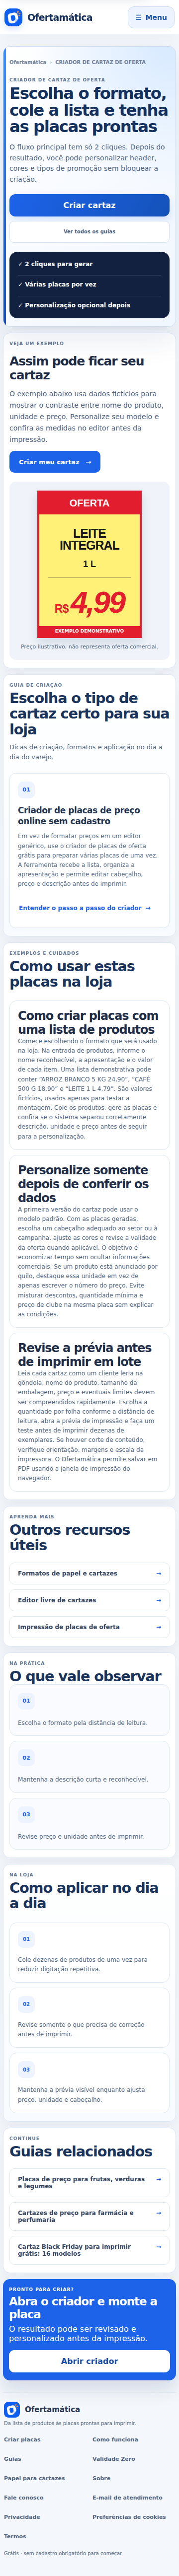 Ofertamática
☰ Menu
Ofertamática › CRIADOR DE CARTAZ DE OFERTA
CRIADOR DE CARTAZ DE OFERTA
Escolha o formato,
cole a lista e tenha
as placas prontas
O fluxo principal tem só 2 cliques. Depois do
resultado, você pode personalizar header,
cores e tipos de promoção sem bloquear a
criação.
Criar cartaz
Ver todos os guias
✓ 2 cliques para gerar
✓ Várias placas por vez
✓ Personalização opcional depois
VEJA UM EXEMPLO
Assim pode ficar seu
cartaz
O exemplo abaixo usa dados fictícios para
mostrar o contraste entre nome do produto,
unidade e preço. Personalize seu modelo e
confira as medidas no editor antes da
impressão.
Criar meu cartaz →
OFERTA
LEITE
INTEGRAL
1 L
R$4,99
EXEMPLO DEMONSTRATIVO
Preço ilustrativo, não representa oferta comercial.
GUIA DE CRIAÇÃO
Escolha o tipo de
cartaz certo para sua
loja
Dicas de criação, formatos e aplicação no dia a
dia do varejo.
01
Criador de placas de preço
online sem cadastro
Em vez de formatar preços em um editor
genérico, use o criador de placas de oferta
grátis para preparar várias placas de uma vez.
A ferramenta recebe a lista, organiza a
apresentação e permite editar cabeçalho,
preço e descrição antes de imprimir.
Entender o passo a passo do criador →
EXEMPLOS E CUIDADOS
Como usar estas
placas na loja
Como criar placas com
uma lista de produtos
Comece escolhendo o formato que será usado
na loja. Na entrada de produtos, informe o
nome reconhecível, a apresentação e o valor
de cada item. Uma lista demonstrativa pode
conter “ARROZ BRANCO 5 KG 24,90”, “CAFÉ
500 G 18,90” e “LEITE 1 L 4,79”. São valores
fictícios, usados apenas para testar a
montagem. Cole os produtos, gere as placas e
confira se o sistema separou corretamente
descrição, unidade e preço antes de seguir
para a personalização.
Personalize somente
depois de conferir os
dados
A primeira versão do cartaz pode usar o
modelo padrão. Com as placas geradas,
escolha um cabeçalho adequado ao setor ou à
campanha, ajuste as cores e revise a validade
da oferta quando aplicável. O objetivo é
economizar tempo sem ocultar informações
comerciais. Se um produto está anunciado por
quilo, destaque essa unidade em vez de
apenas escrever o número do preço. Evite
misturar descontos, quantidade mínima e
preço de clube na mesma placa sem explicar
as condições.
Revise a prévia antes
de imprimir em lote
Leia cada cartaz como um cliente leria na
gôndola: nome do produto, tamanho da
embalagem, preço e eventuais limites devem
ser compreendidos rapidamente. Escolha a
quantidade por folha conforme a distância de
leitura, abra a prévia da impressão e faça um
teste antes de imprimir dezenas de
exemplares. Se houver corte de conteúdo,
verifique orientação, margens e escala da
impressora. O Ofertamática permite salvar em
PDF usando a janela de impressão do
navegador.
APRENDA MAIS
Outros recursos
úteis
Formatos de papel e cartazes →
Editor livre de cartazes →
Impressão de placas de oferta →
NA PRÁTICA
O que vale observar
01
Escolha o formato pela distância de leitura.
02
Mantenha a descrição curta e reconhecível.
03
Revise preço e unidade antes de imprimir.
NA LOJA
Como aplicar no dia
a dia
01
Cole dezenas de produtos de uma vez para
reduzir digitação repetitiva.
02
Revise somente o que precisa de correção
antes de imprimir.
03
Mantenha a prévia visível enquanto ajusta
preço, unidade e cabeçalho.
CONTINUE
Guias relacionados
Placas de preço para frutas, verduras →
e legumes
Cartazes de preço para farmácia e →
perfumaria
Cartaz Black Friday para imprimir →
grátis: 16 modelos
PRONTO PARA CRIAR?
Abra o criador e monte a
placa
O resultado pode ser revisado e
personalizado antes da impressão.
Abrir criador
Ofertamática
Da lista de produtos às placas prontas para imprimir.
Criar placas
Como funciona
Guias
Validade Zero
Papel para cartazes
Sobre
Fale conosco
E-mail de atendimento
Privacidade
Preferências de cookies
Termos
Grátis · sem cadastro obrigatório para começar